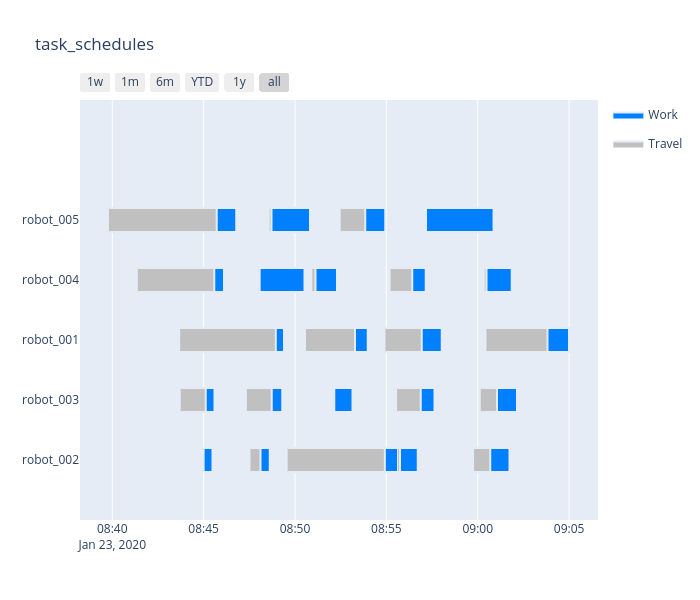 task_schedules
1w 1m 6m YTD 1y all
Work
Travel
robot_005
robot_004
robot_001
robot_003
robot_002
08:40 08:45 08:50 08:55 09:00 09:05
Jan 23, 2020